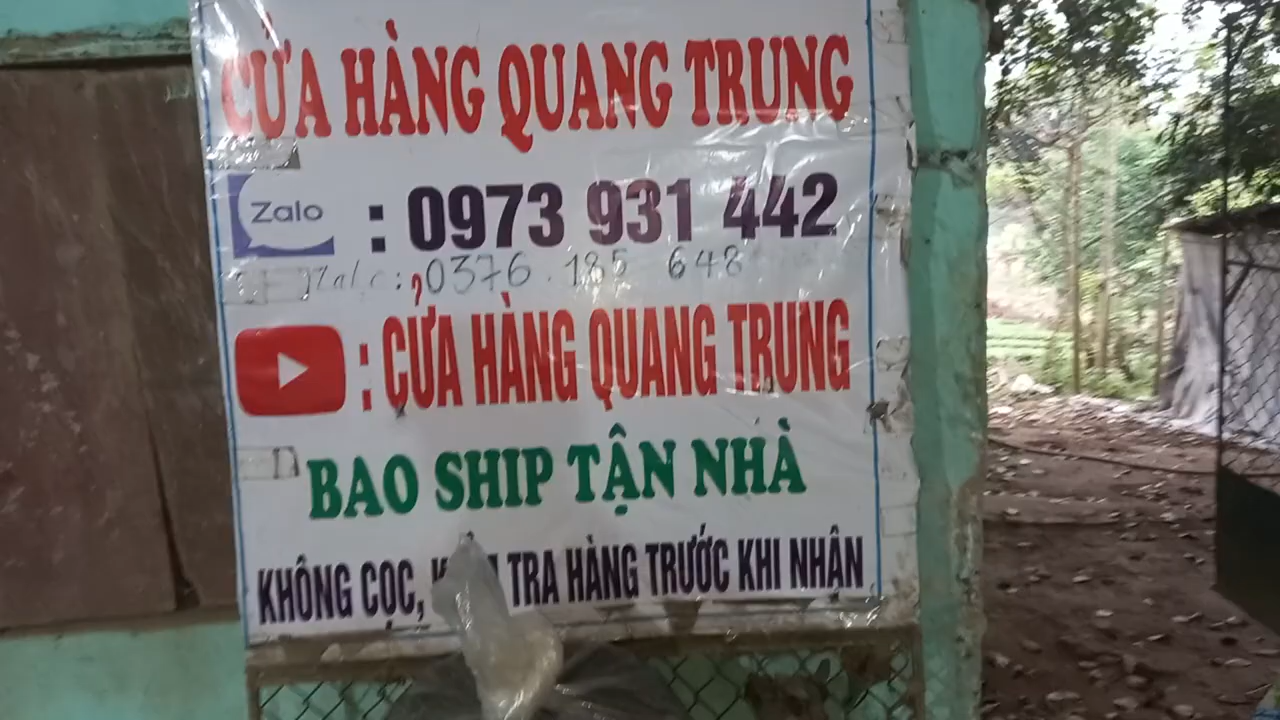 CỬA HÀNG QUANG TRUNG
Zalo : 0973 931 442
Zalo : 0376.185 648
: CỬA HÀNG QUANG TRUNG
BAO SHIP TẬN NHÀ
KHÔNG CỌC, TRA HÀNG TRƯỚC KHI NHẬN